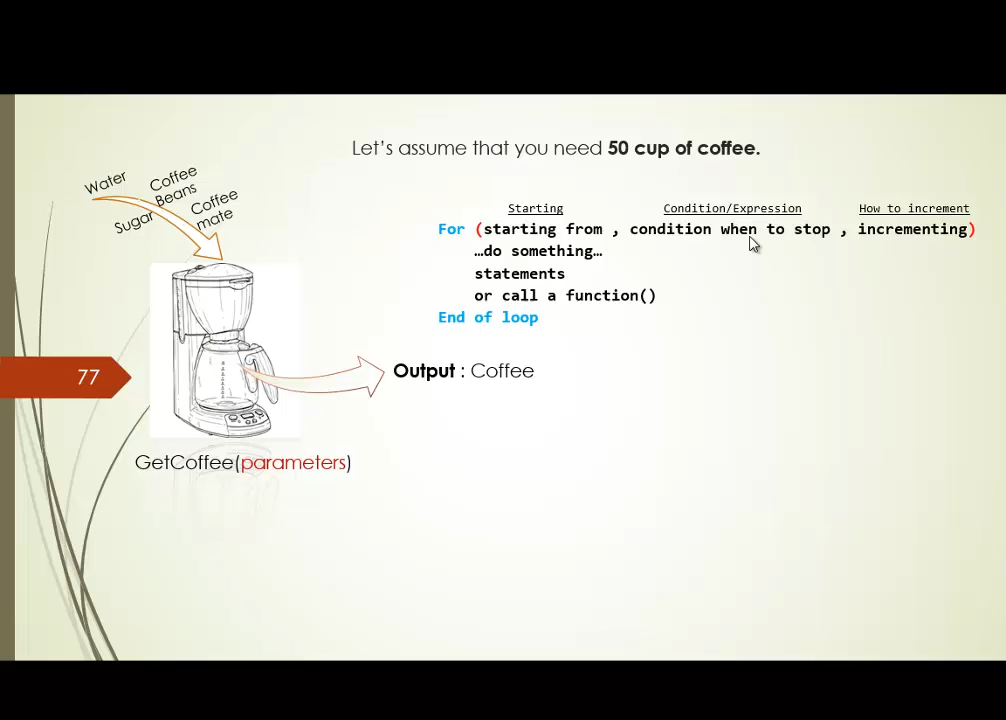 Let's assume that you need 50 cup of coffee.
Water
Coffee
Beans
Sugar
Coffee
mate
Starting Condition/Expression How to increment
For (starting from , condition when to stop , incrementing)
…do something…
statements
or call a function()
End of loop
77
Output : Coffee
GetCoffee(parameters)